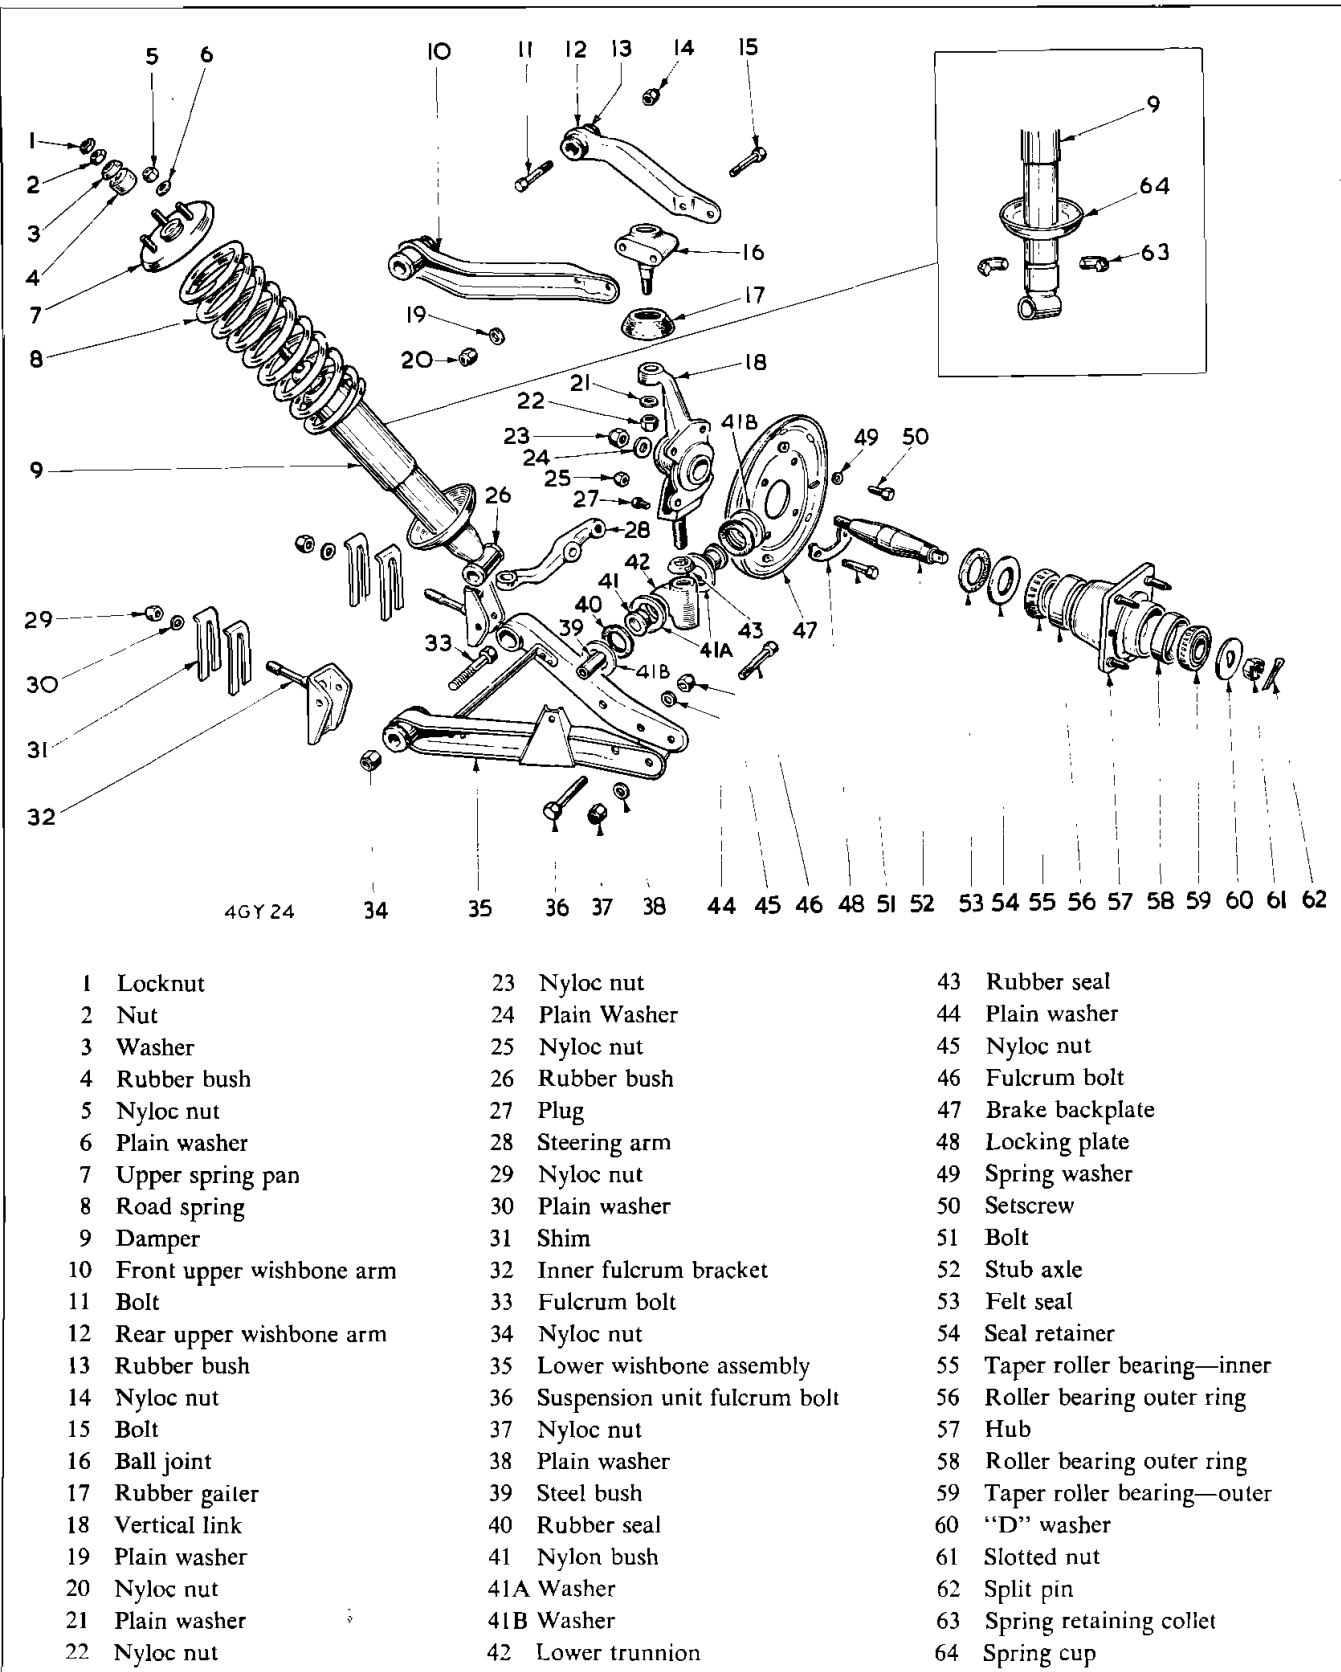 5 6 10 11 12 13 14 15
1
2
3
4
7
8
9
16
17
18
19
20
21
22
23
24
25
26
27
28
41B
49 50
9
64
63
42
41
40
39
33
43
41A
41B
47
29
30
31
32
4GY 24 34 35 36 37 38 44 45 46 48 51 52 53 54 55 56 57 58 59 60 61 62
1 Locknut
2 Nut
3 Washer
4 Rubber bush
5 Nyloc nut
6 Plain washer
7 Upper spring pan
8 Road spring
9 Damper
10 Front upper wishbone arm
11 Bolt
12 Rear upper wishbone arm
13 Rubber bush
14 Nyloc nut
15 Bolt
16 Ball joint
17 Rubber gaiter
18 Vertical link
19 Plain washer
20 Nyloc nut
21 Plain washer
22 Nyloc nut
23 Nyloc nut
24 Plain Washer
25 Nyloc nut
26 Rubber bush
27 Plug
28 Steering arm
29 Nyloc nut
30 Plain washer
31 Shim
32 Inner fulcrum bracket
33 Fulcrum bolt
34 Nyloc nut
35 Lower wishbone assembly
36 Suspension unit fulcrum bolt
37 Nyloc nut
38 Plain washer
39 Steel bush
40 Rubber seal
41 Nylon bush
41A Washer
41B Washer
42 Lower trunnion
43 Rubber seal
44 Plain washer
45 Nyloc nut
46 Fulcrum bolt
47 Brake backplate
48 Locking plate
49 Spring washer
50 Setscrew
51 Bolt
52 Stub axle
53 Felt seal
54 Seal retainer
55 Taper roller bearing—inner
56 Roller bearing outer ring
57 Hub
58 Roller bearing outer ring
59 Taper roller bearing—outer
60 “D” washer
61 Slotted nut
62 Split pin
63 Spring retaining collet
64 Spring cup